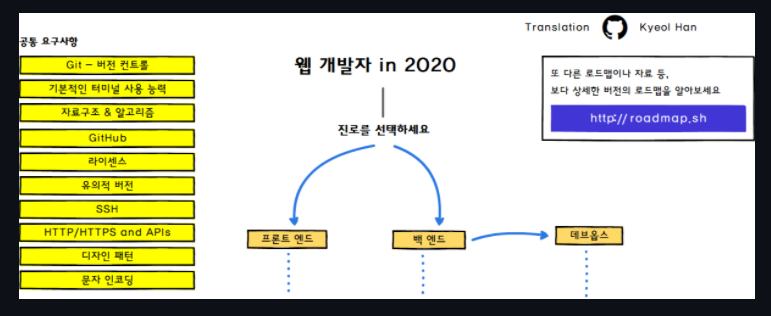 Translation Kyeol Han
공통 요구사항
Git - 버전 컨트롤
기본적인 터미널 사용 능력
자료구조 & 알고리즘
GitHub
라이센스
유의적 버전
SSH
HTTP/HTTPS and APIs
디자인 패턴
문자 인코딩
웹 개발자 in 2020
진로를 선택하세요
프론트 엔드
백 엔드
데브옵스
또 다른 로드맵이나 자료 등,
보다 상세한 버전의 로드맵을 알아보세요
http://roadmap.sh